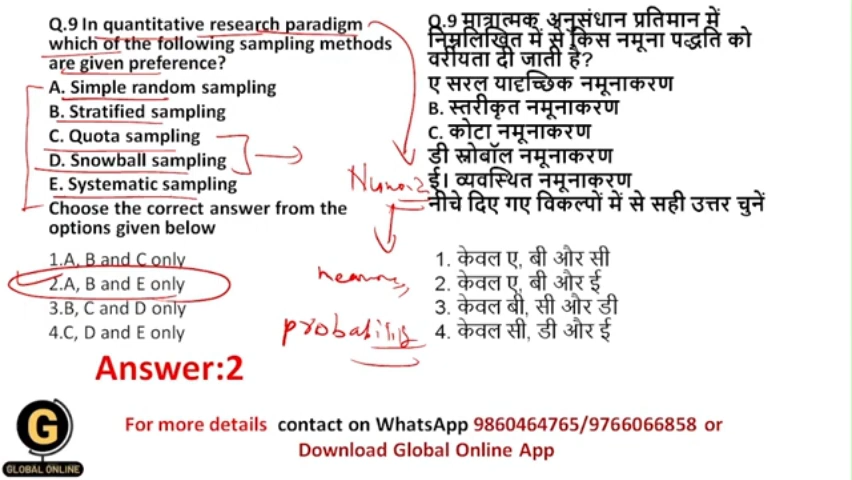 Q.9 In quantitative research paradigm
which of the following sampling methods
are given preference?
A. Simple random sampling
B. Stratified sampling
C. Quota sampling
D. Snowball sampling
E. Systematic sampling
Choose the correct answer from the
options given below
1.A, B and C only
2.A, B and E only
3.B, C and D only
4.C, D and E only
Answer:2
Q.9 मात्रात्मक अनुसंधान प्रतिमान में
निम्नलिखित में से किस नमूना पद्धति को
वरीयता दी जाती है?
ए सरल यादृच्छिक नमूनाकरण
B. स्तरीकृत नमूनाकरण
C. कोटा नमूनाकरण
डी स्नोबॉल नमूनाकरण
ई। व्यवस्थित नमूनाकरण
नीचे दिए गए विकल्पों में से सही उत्तर चुनें
1. केवल ए, बी और सी
2. केवल ए, बी और ई
3. केवल बी, सी और डी
4. केवल सी, डी और ई
probability
G
GLOBAL ONLINE
For more details contact on WhatsApp 9860464765/9766066858 or
Download Global Online App